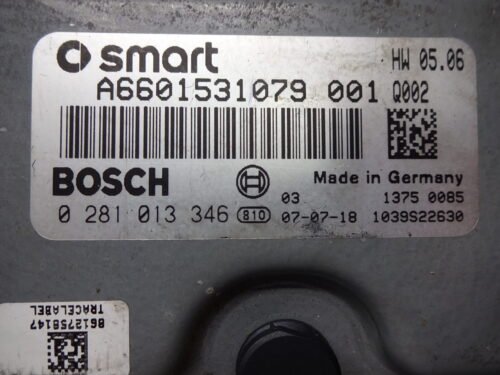 smart HW 05.06
A6601531079 001 Q002
BOSCH Made in Germany
03 1375 0085
0 281 013 346 810 07-07-18 1039S22630
86127758147
TRACELABEL